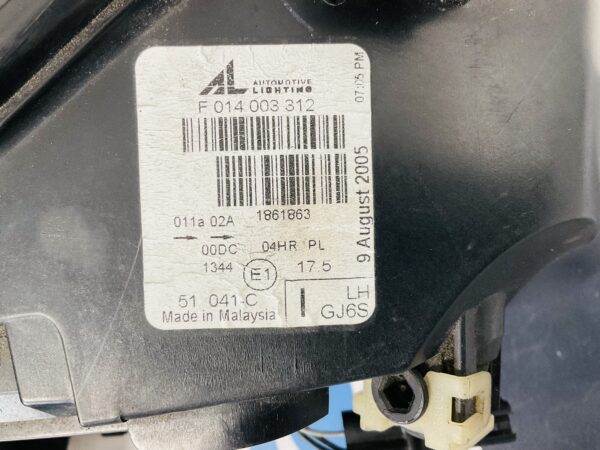 AL AUTOMOTIVE LIGHTING
F 014 003 312
1861863
011a 02A
00DC 04HR PL
1344 E1 17.5
51 041-C
Made in Malaysia
I LH
GJ6S
9 August 2005 07:05 PM